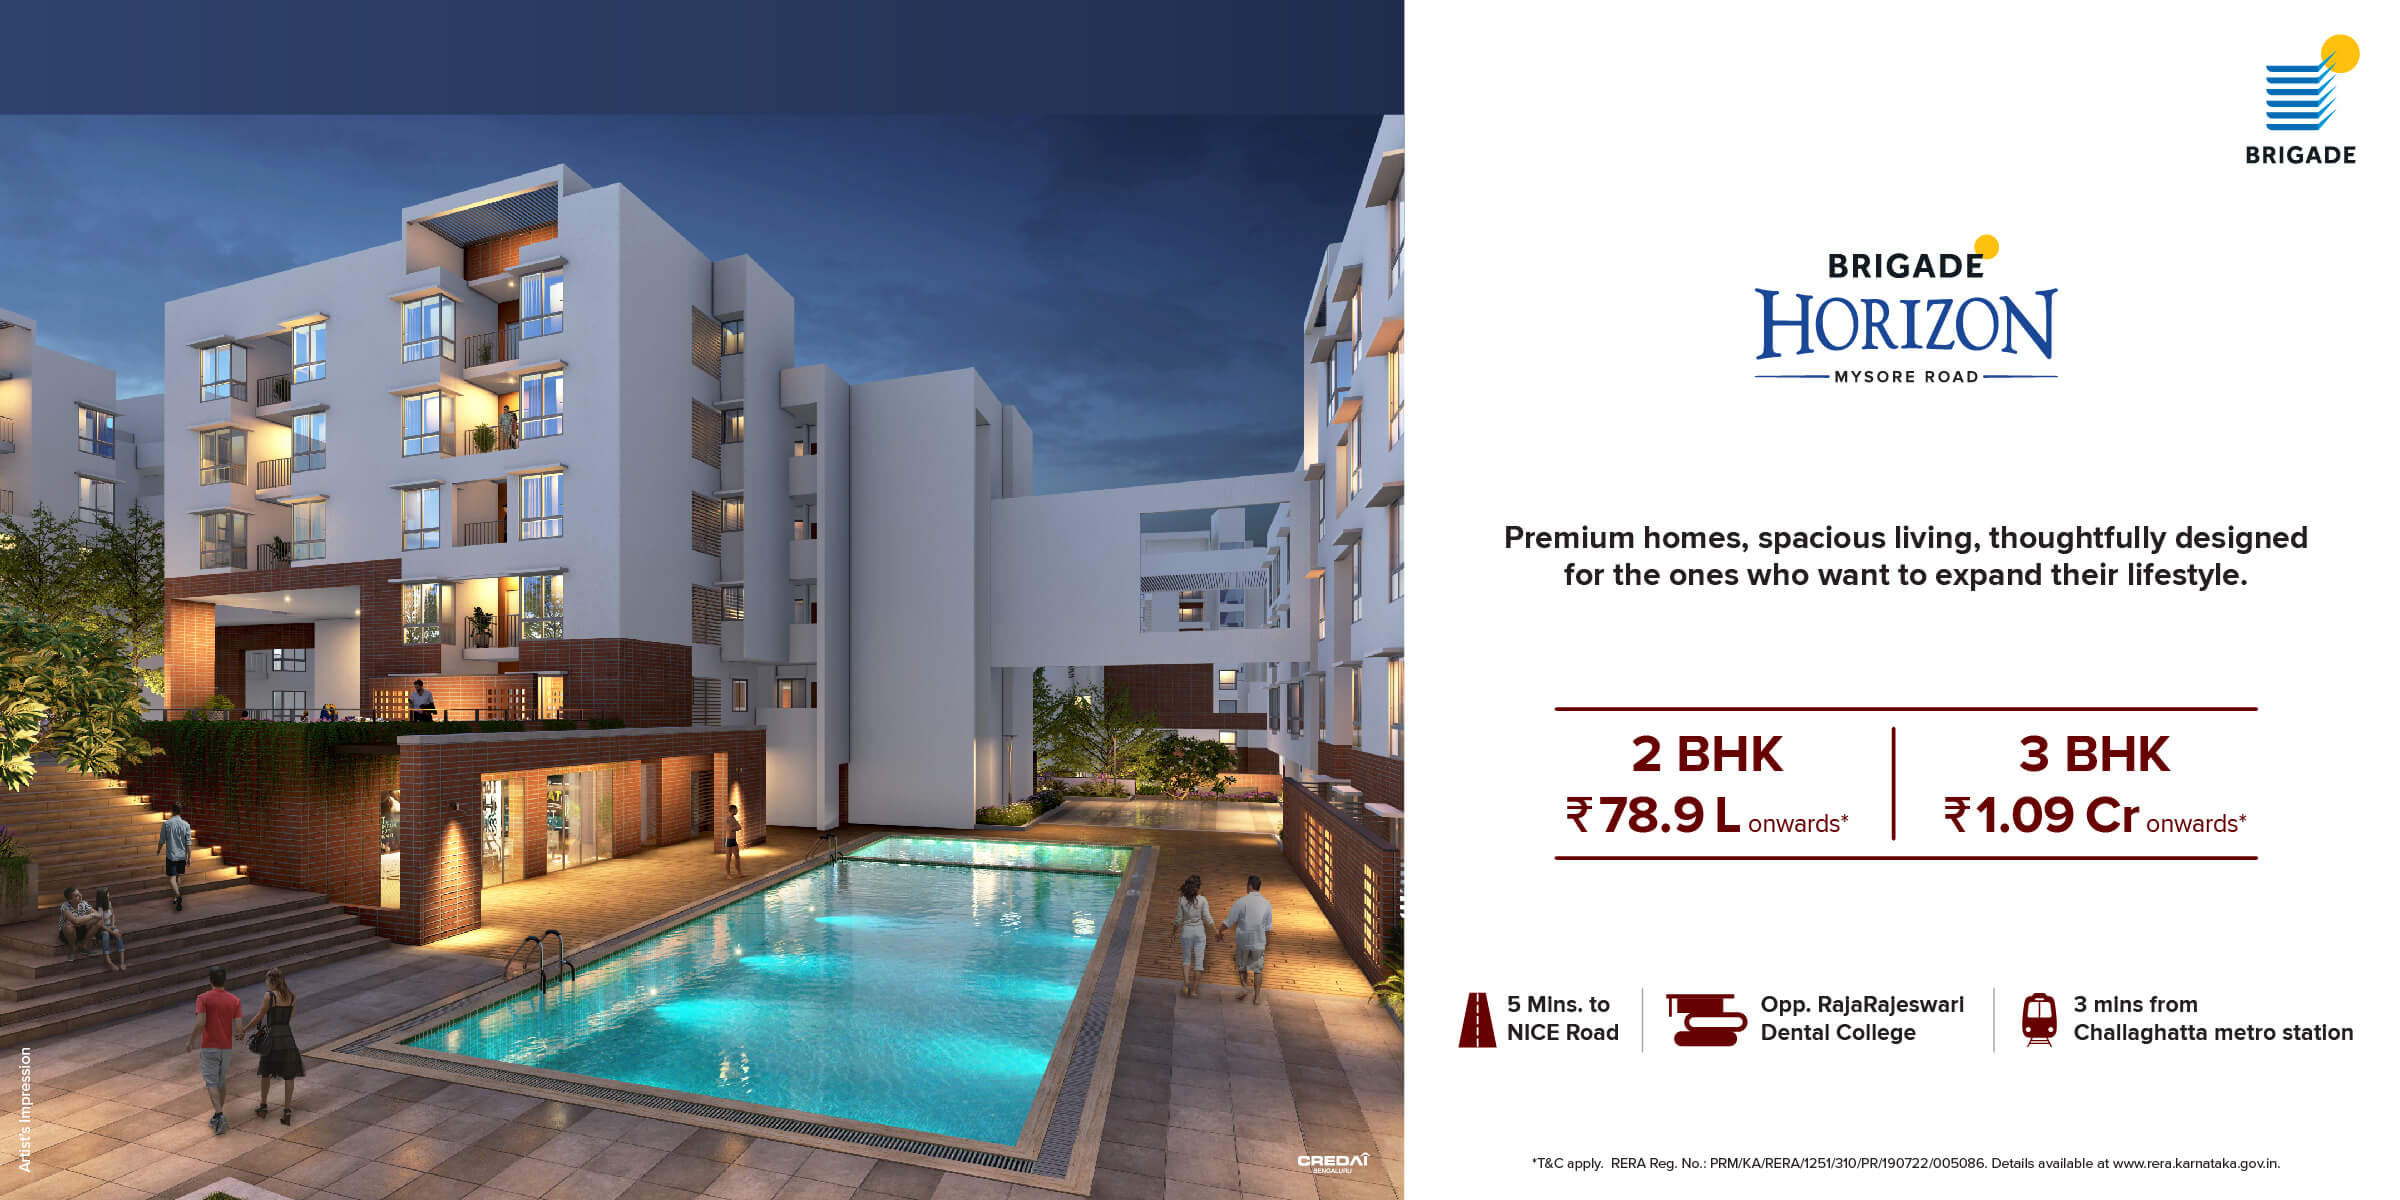 BRIGADE
BRIGADE
HORIZON
MYSORE ROAD
Premium homes, spacious living, thoughtfully designed
for the ones who want to expand their lifestyle.
2 BHK
₹ 78.9 L onwards*
3 BHK
₹ 1.09 Cr onwards*
5 Mins. to
NICE Road
Opp. RajaRajeswari
Dental College
3 mins from
Challaghatta metro station
*T&C apply. RERA Reg. No.: PRM/KA/RERA/1251/310/PR/190722/005086. Details available at www.rera.karnataka.gov.in.
Artist's Impression
CREDAI
BENGALURU